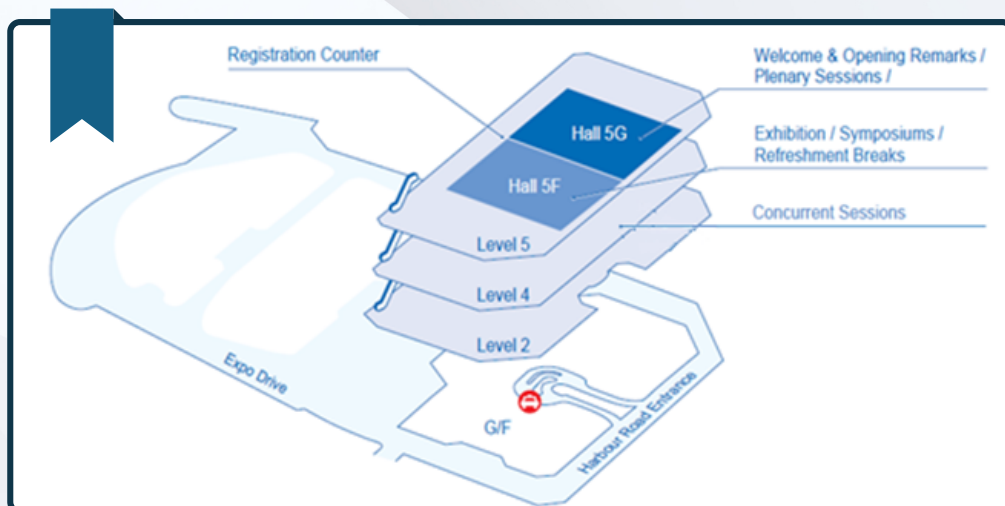 Registration Counter
Welcome & Opening Remarks /
Plenary Sessions /
Hall 5G
Exhibition / Symposiums /
Refreshment Breaks
Hall 5F
Concurrent Sessions
Level 5
Level 4
Level 2
Expo Drive
G/F
Harbour Road Entrance